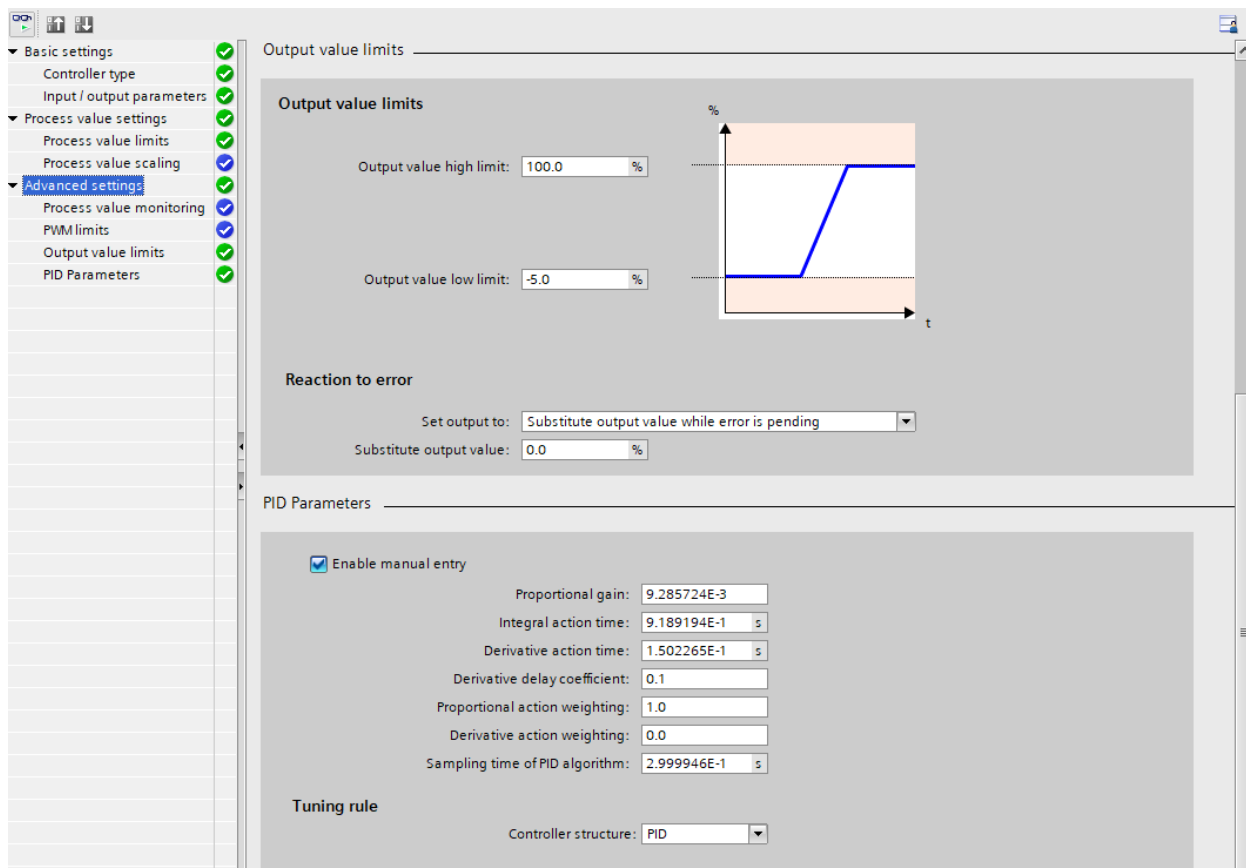 Basic settings
Controller type
Input / output parameters
Process value settings
Process value limits
Process value scaling
Advanced settings
Process value monitoring
PWM limits
Output value limits
PID Parameters
Output value limits
Output value limits
%
Output value high limit: 100.0 %
Output value low limit: -5.0 %
t
Reaction to error
Set output to: Substitute output value while error is pending
Substitute output value: 0.0 %
PID Parameters
Enable manual entry
Proportional gain: 9.285724E-3
Integral action time: 9.189194E-1 s
Derivative action time: 1.502265E-1 s
Derivative delay coefficient: 0.1
Proportional action weighting: 1.0
Derivative action weighting: 0.0
Sampling time of PID algorithm: 2.999946E-1 s
Tuning rule
Controller structure: PID